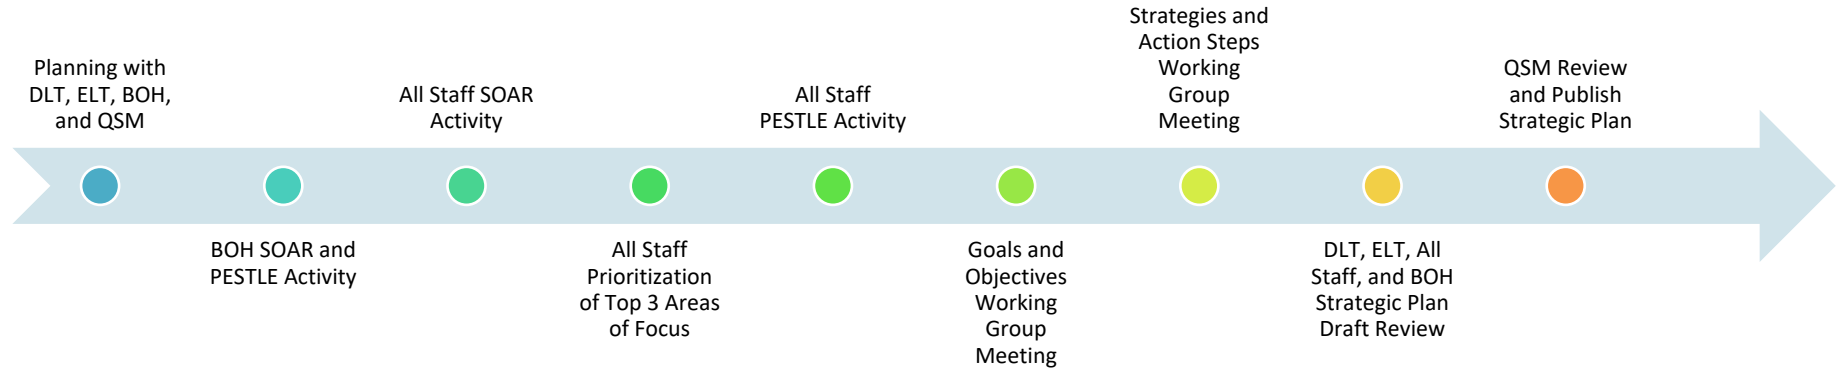 Planning with
DLT, ELT, BOH,
and QSM
BOH SOAR and
PESTLE Activity
All Staff SOAR
Activity
All Staff
Prioritization
of Top 3 Areas
of Focus
All Staff
PESTLE Activity
Goals and
Objectives
Working
Group
Meeting
Strategies and
Action Steps
Working
Group
Meeting
DLT, ELT, All
Staff, and BOH
Strategic Plan
Draft Review
QSM Review
and Publish
Strategic Plan